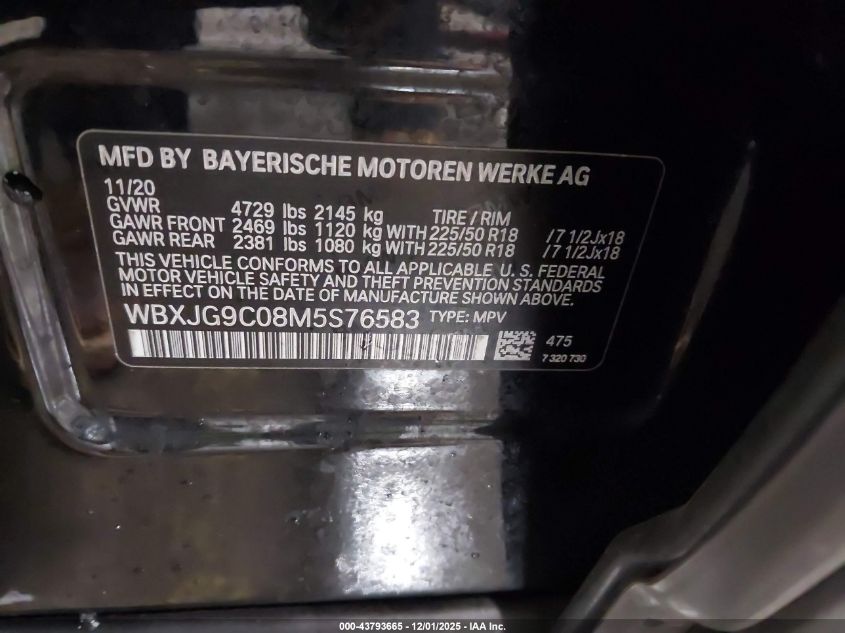 MFD BY BAYERISCHE MOTOREN WERKE AG
11/20
GVWR 4729 lbs 2145 kg TIRE / RIM
GAWR FRONT 2469 lbs 1120 kg WITH 225/50 R18 / 7 1/2Jx18
GAWR REAR 2381 lbs 1080 kg WITH 225/50 R18 / 7 1/2Jx18
THIS VEHICLE CONFORMS TO ALL APPLICABLE U. S. FEDERAL
MOTOR VEHICLE SAFETY AND THEFT PREVENTION STANDARDS
IN EFFECT ON THE DATE OF MANUFACTURE SHOWN ABOVE.
WBXJG9C08M5S76583 TYPE: MPV
475
7 320 730
000-43793665 - 12/01/2025 - IAA Inc.